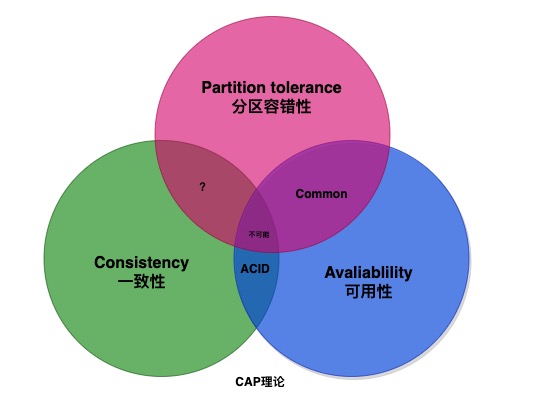 Partition tolerance
分区容错性
?
Common
不可能
Consistency
一致性
ACID
Avaliablility
可用性
CAP理论